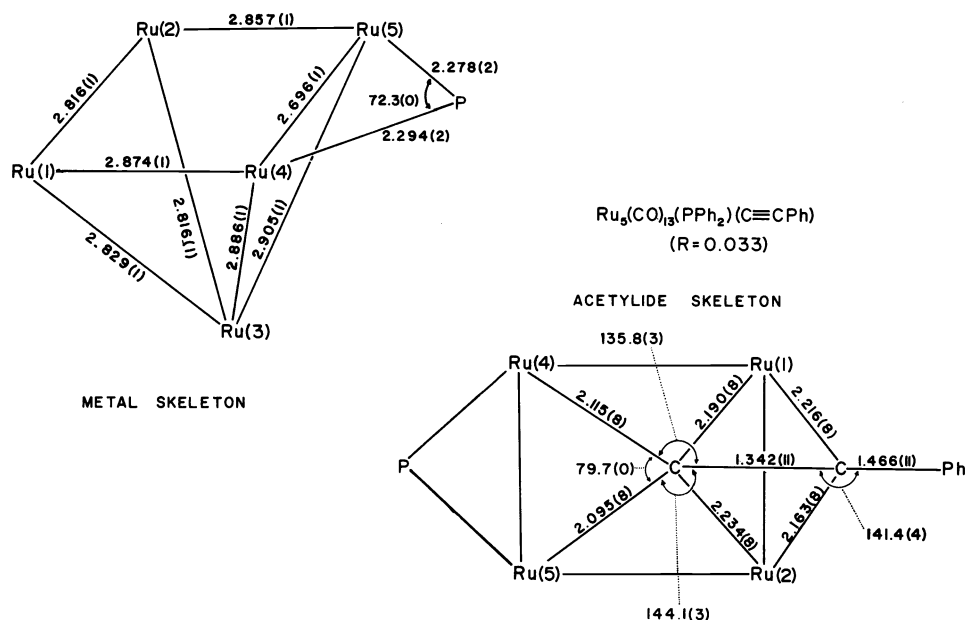 Ru(2)
2.857(1)
Ru(5)
2.278(2)
2.816(1)
2.696(1)
72.3(0)
P
2.294(2)
Ru(1)
2.874(1)
Ru(4)
2.816(1)
2.886(1)
2.905(1)
2.829(1)
Ru(3)
METAL SKELETON
Ru5(CO)13(PPh2)(C≡CPh)
(R=0.033)
ACETYLIDE SKELETON
135.8(3)
Ru(4)
Ru(1)
2.115(8)
2.190(8)
2.216(8)
P
79.7(0)
C
1.342(11)
C
1.466(11)
Ph
2.095(8)
2.234(8)
2.163(8)
141.4(4)
Ru(5)
Ru(2)
144.1(3)